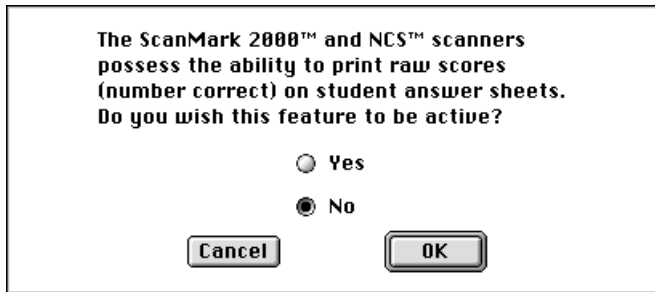 The ScanMark 2000™ and NCS™ scanners
possess the ability to print raw scores
(number correct) on student answer sheets.
Do you wish this feature to be active?
Yes
No
Cancel OK